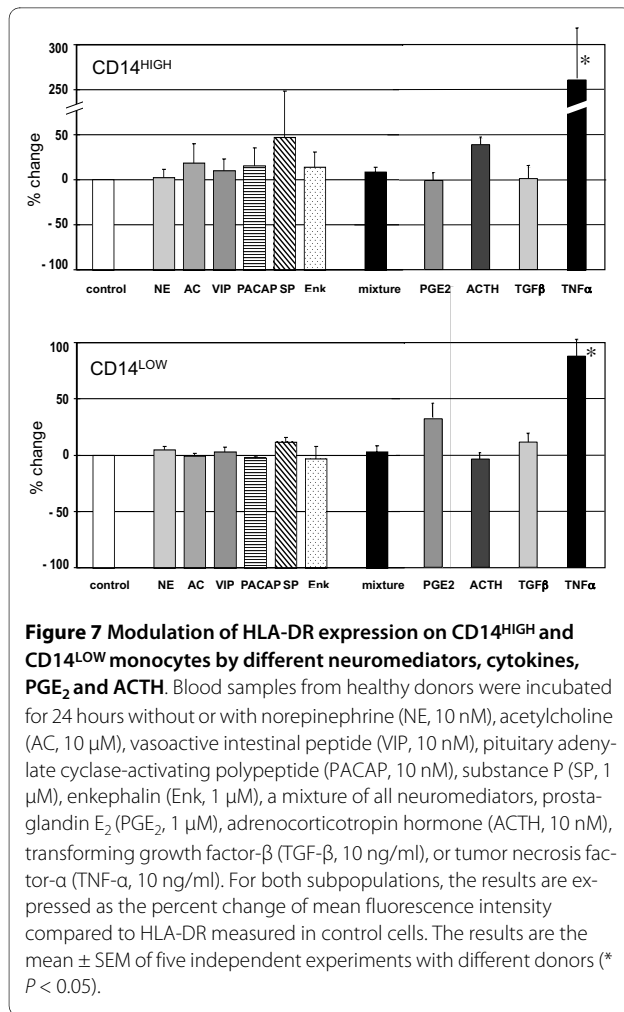 300
250
50
0
- 50
- 100
% change
CD14HIGH
*
control NE AC VIP PACAP SP Enk mixture PGE2 ACTH TGFβ TNFα
100
50
0
- 50
- 100
% change
CD14LOW
*
control NE AC VIP PACAP SP Enk mixture PGE2 ACTH TGFβ TNFα
Figure 7 Modulation of HLA-DR expression on CD14HIGH and
CD14LOW monocytes by different neuromediators, cytokines,
PGE2 and ACTH. Blood samples from healthy donors were incubated
for 24 hours without or with norepinephrine (NE, 10 nM), acetylcholine
(AC, 10 μM), vasoactive intestinal peptide (VIP, 10 nM), pituitary adeny-
late cyclase-activating polypeptide (PACAP, 10 nM), substance P (SP, 1
μM), enkephalin (Enk, 1 μM), a mixture of all neuromediators, prosta-
glandin E2 (PGE2, 1 μM), adrenocorticotropin hormone (ACTH, 10 nM),
transforming growth factor-β (TGF-β, 10 ng/ml), or tumor necrosis fac-
tor-α (TNF-α, 10 ng/ml). For both subpopulations, the results are ex-
pressed as the percent change of mean fluorescence intensity
compared to HLA-DR measured in control cells. The results are the
mean ± SEM of five independent experiments with different donors (*
P < 0.05).